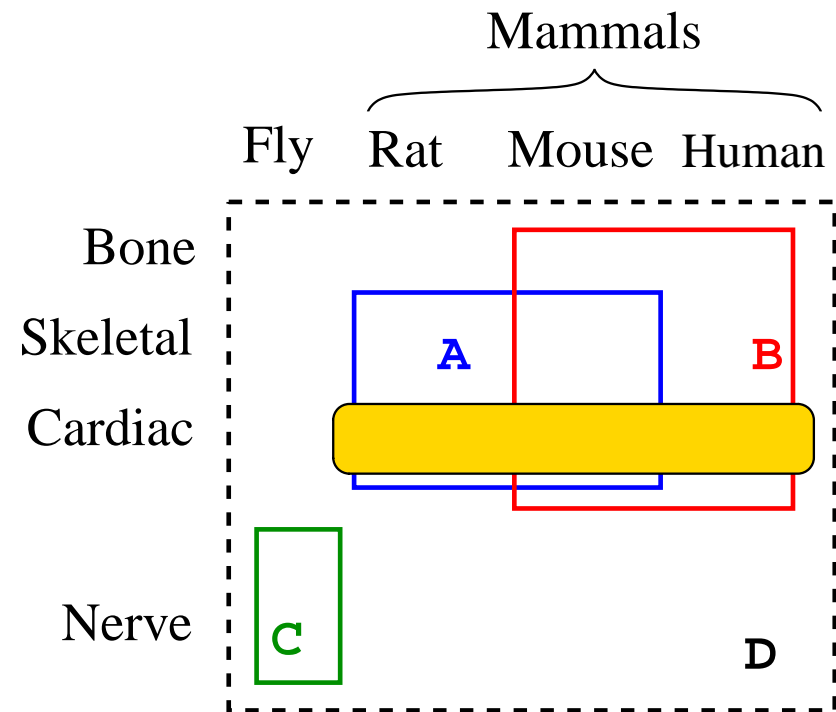 Mammals
Fly Rat Mouse Human
Bone
Skeletal
A B
Cardiac
Nerve
C D